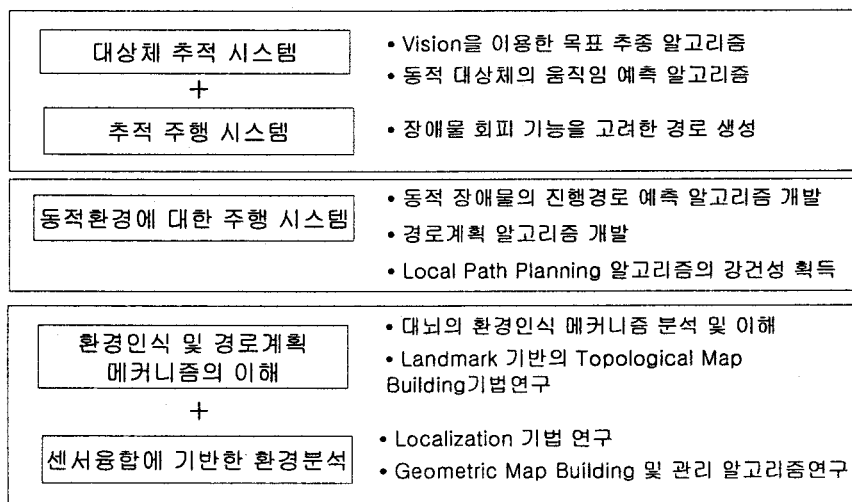 대상체 추적 시스템
+
추적 주행 시스템
• Vision을 이용한 목표 추종 알고리즘
• 동적 대상체의 움직임 예측 알고리즘
• 장애물 회피 기능을 고려한 경로 생성
동적환경에 대한 주행 시스템
• 동적 장애물의 진행경로 예측 알고리즘 개발
• 경로계획 알고리즘 개발
• Local Path Planning 알고리즘의 강건성 획득
환경인식 및 경로계획
메커니즘의 이해
+
센서융합에 기반한 환경분석
• 대뇌의 환경인식 메커니즘 분석 및 이해
• Landmark 기반의 Topological Map
Building기법연구
• Localization 기법 연구
• Geometric Map Building 및 관리 알고리즘연구